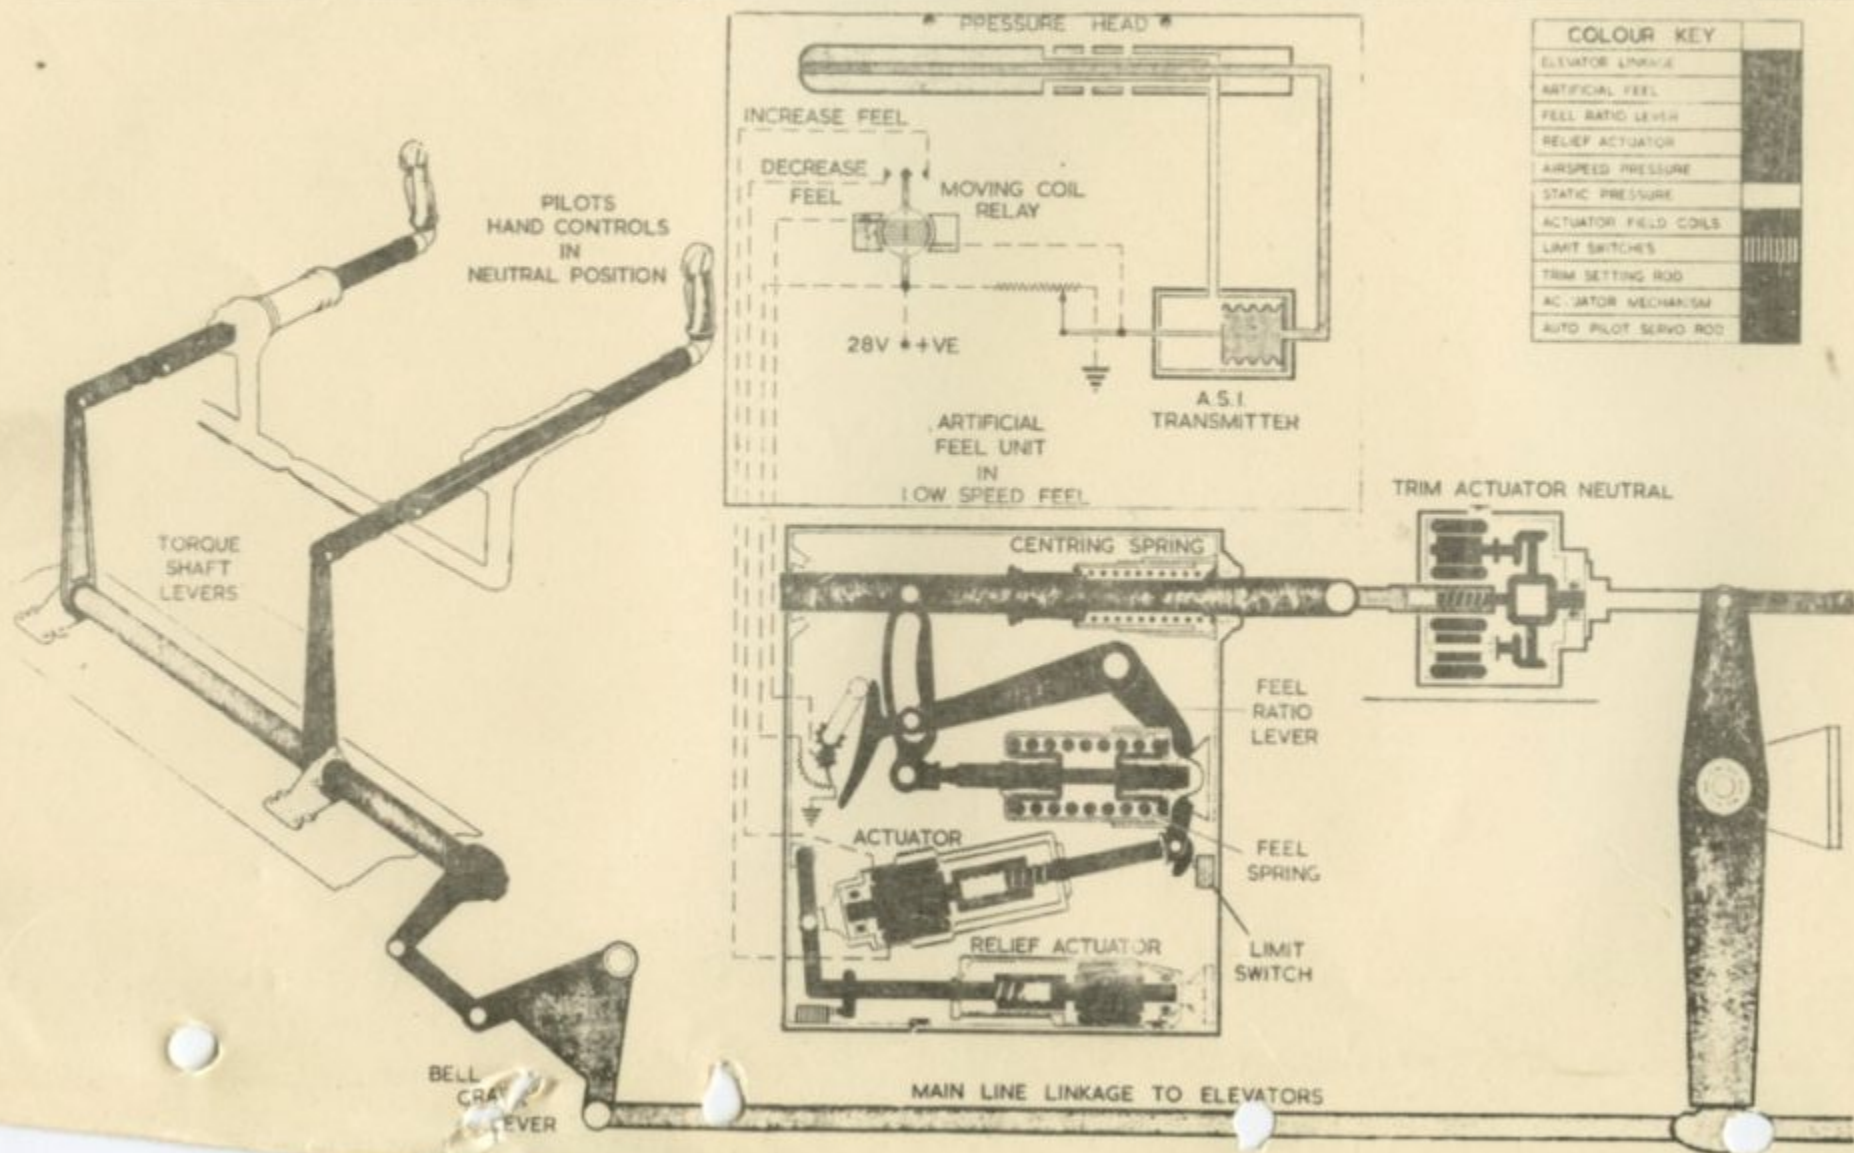 PRESSURE HEAD
INCREASE FEEL
DECREASE
FEEL
MOVING COIL
RELAY
28V +VE
A.S.I.
TRANSMITTER
ARTIFICIAL
FEEL UNIT
IN
LOW SPEED FEEL
COLOUR KEY
ELEVATOR LINKAGE
ARTIFICIAL FEEL
FEEL RATIO LEVER
RELIEF ACTUATOR
AIRSPEED PRESSURE
STATIC PRESSURE
ACTUATOR FIELD COILS
LIMIT SWITCHES
TRIM SETTING ROD
ACTUATOR MECHANISM
AUTO PILOT SERVO ROD
PILOTS
HAND CONTROLS
IN
NEUTRAL POSITION
TORQUE
SHAFT
LEVERS
TRIM ACTUATOR NEUTRAL
CENTRING SPRING
FEEL
RATIO
LEVER
ACTUATOR
FEEL
SPRING
RELIEF ACTUATOR
LIMIT
SWITCH
BELL
CRANK
LEVER
MAIN LINE LINKAGE TO ELEVATORS